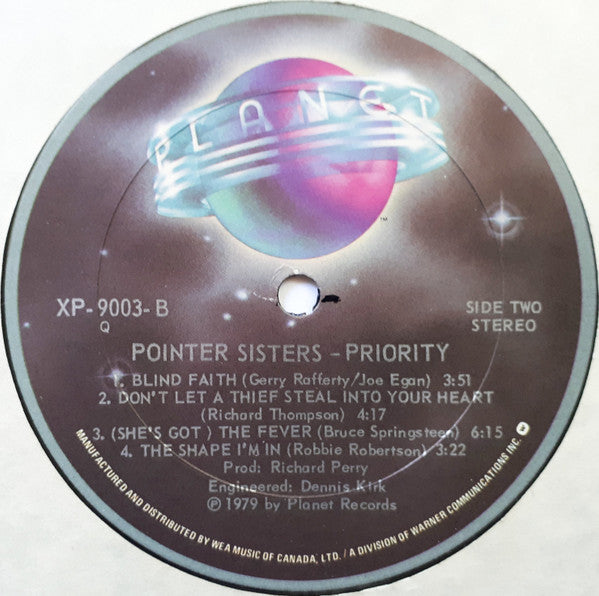 PLANET
™
XP-9003-B
Q
SIDE TWO
STEREO
POINTER SISTERS - PRIORITY
1. BLIND FAITH (Gerry Rafferty/Joe Egan) 3:51
2. DON'T LET A THIEF STEAL INTO YOUR HEART
(Richard Thompson) 4:17
3. (SHE'S GOT ) THE FEVER (Bruce Springsteen) 6:15
4. THE SHAPE I'M IN (Robbie Robertson) 3:22
Prod: Richard Perry
Engineered: Dennis Kirk
℗ 1979 by Planet Records
MANUFACTURED AND DISTRIBUTED BY WEA MUSIC OF CANADA, LTD. / A DIVISION OF WARNER COMMUNICATIONS INC.